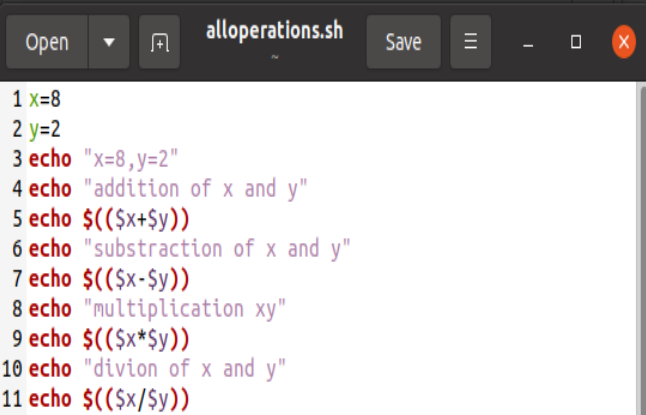 Open alloperations.sh Save
~
1 x=8
2 y=2
3 echo "x=8,y=2"
4 echo "addition of x and y"
5 echo $(($x+$y))
6 echo "substraction of x and y"
7 echo $(($x-$y))
8 echo "multiplication xy"
9 echo $(($x*$y))
10 echo "divion of x and y"
11 echo $(($x/$y))